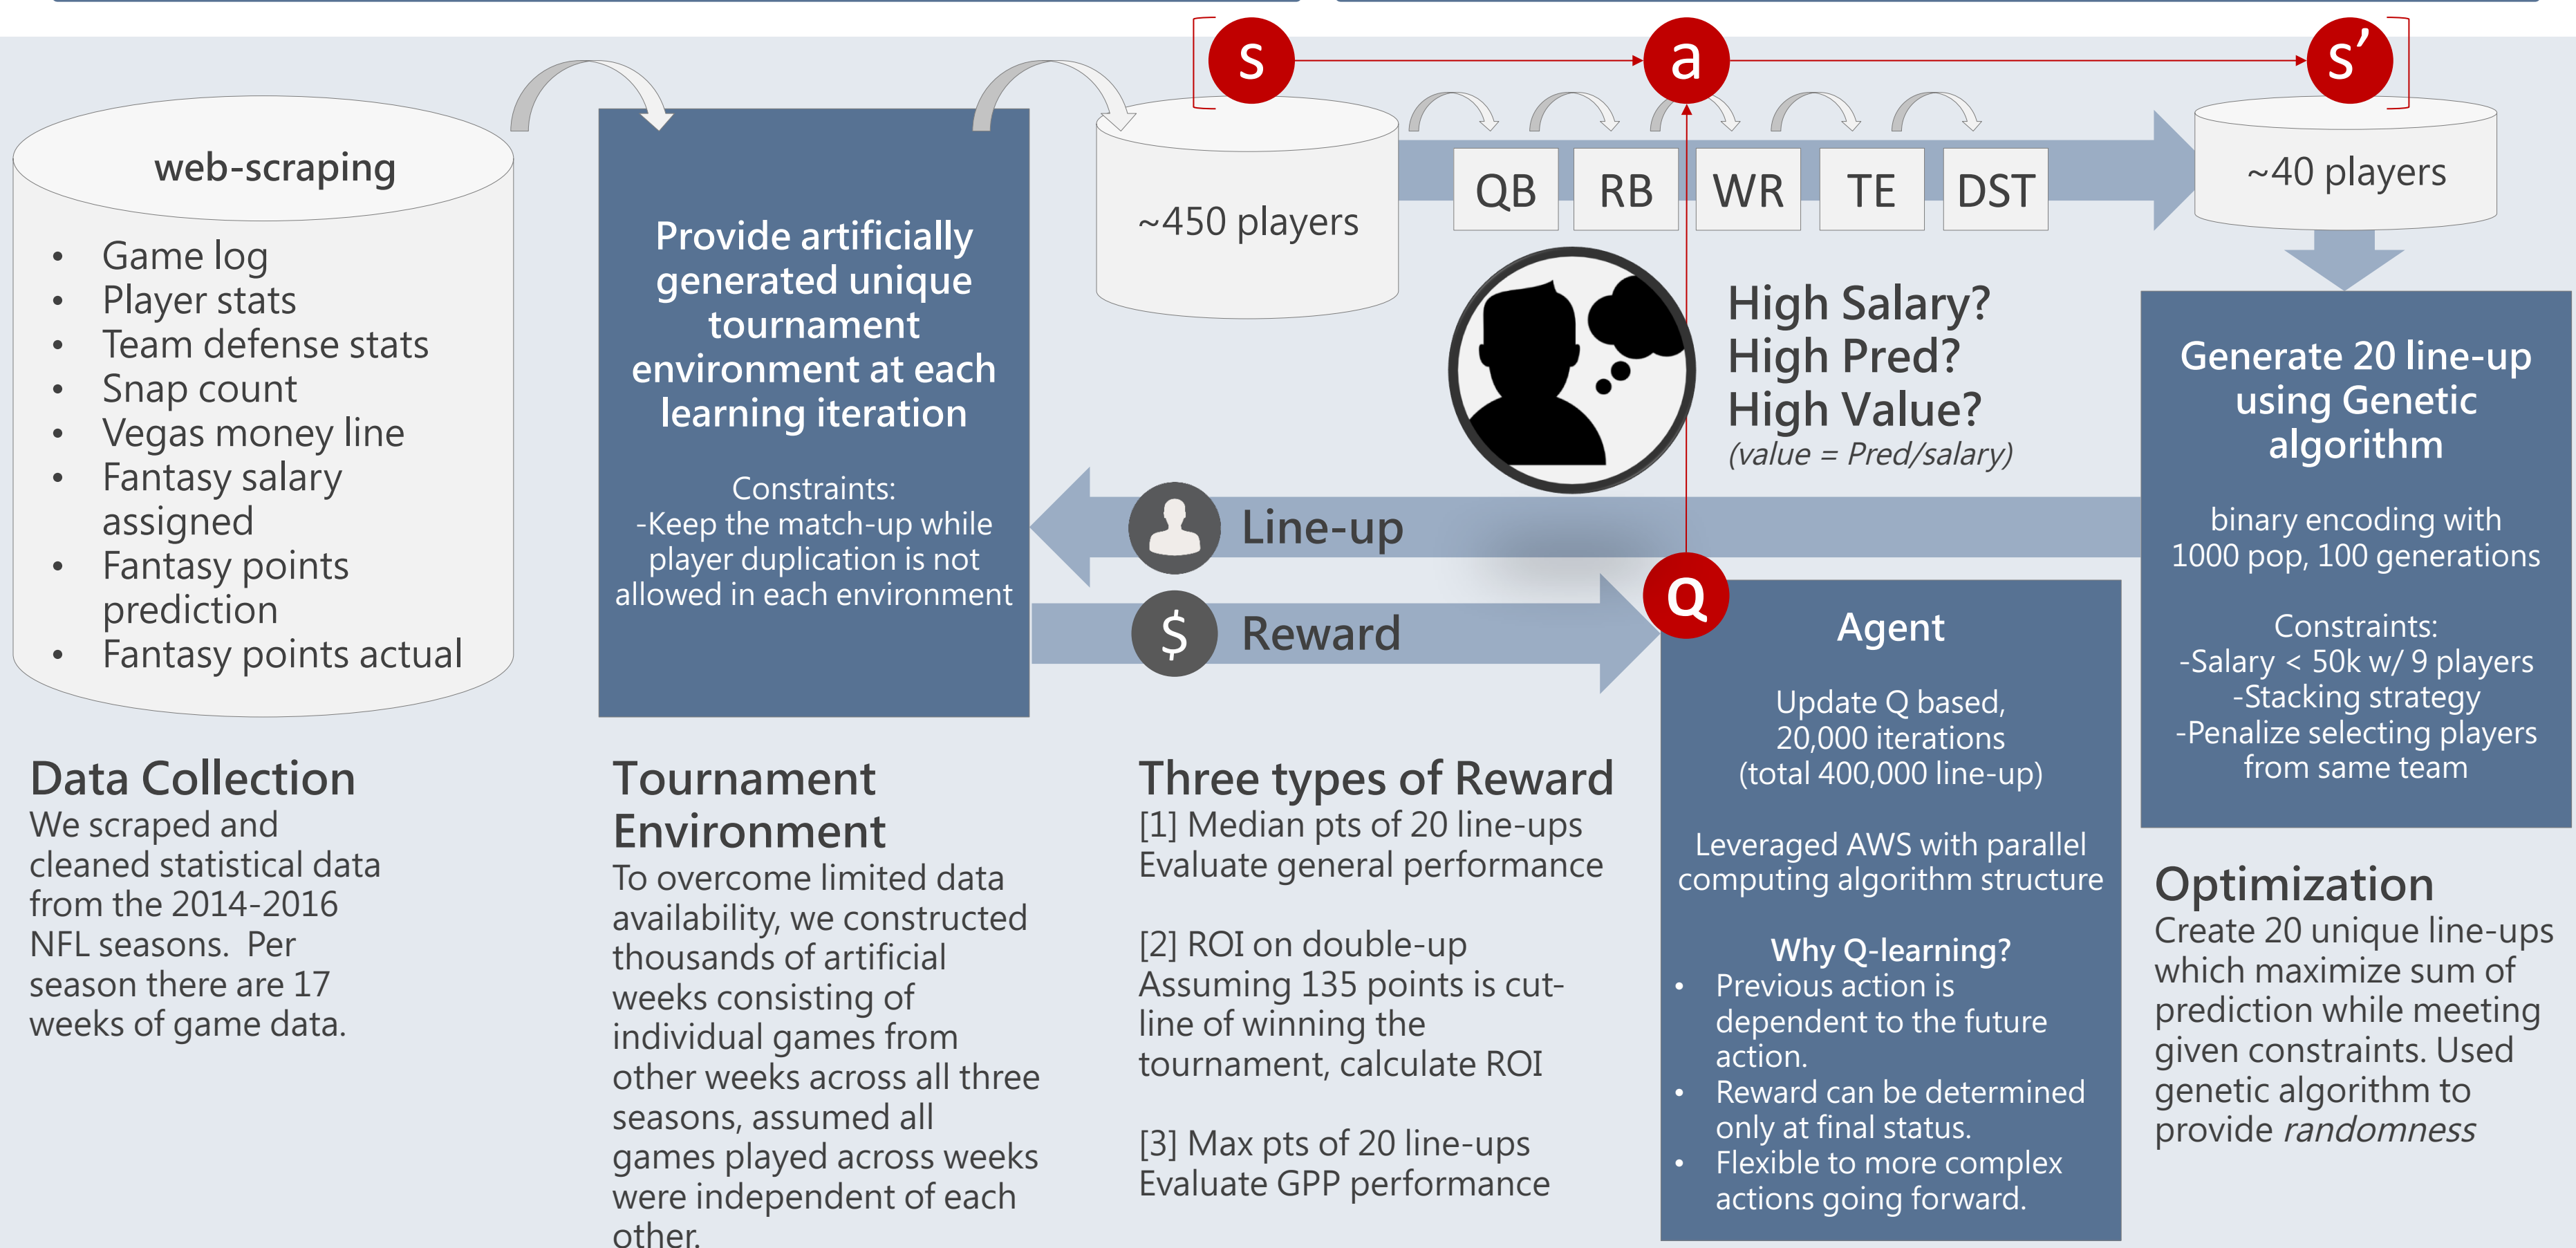 s
a
s’
web-scraping
• Game log
• Player stats
• Team defense stats
• Snap count
• Vegas money line
• Fantasy salary
assigned
• Fantasy points
prediction
• Fantasy points actual
Provide artificially
generated unique
tournament
environment at each
learning iteration
Constraints:
-Keep the match-up while
player duplication is not
allowed in each environment
~450 players
QB
RB
WR
TE
DST
~40 players
High Salary?
High Pred?
High Value?
(value = Pred/salary)
Generate 20 line-up
using Genetic
algorithm
binary encoding with
1000 pop, 100 generations
Constraints:
-Salary < 50k w/ 9 players
-Stacking strategy
-Penalize selecting players
from same team
Line-up
$ Reward
Q
Agent
Update Q based,
20,000 iterations
(total 400,000 line-up)
Leveraged AWS with parallel
computing algorithm structure
Why Q-learning?
• Previous action is
dependent to the future
action.
• Reward can be determined
only at final status.
• Flexible to more complex
actions going forward.
Data Collection
We scraped and
cleaned statistical data
from the 2014-2016
NFL seasons. Per
season there are 17
weeks of game data.
Tournament
Environment
To overcome limited data
availability, we constructed
thousands of artificial
weeks consisting of
individual games from
other weeks across all three
seasons, assumed all
games played across weeks
were independent of each
other.
Three types of Reward
[1] Median pts of 20 line-ups
Evaluate general performance
[2] ROI on double-up
Assuming 135 points is cut-
line of winning the
tournament, calculate ROI
[3] Max pts of 20 line-ups
Evaluate GPP performance
Optimization
Create 20 unique line-ups
which maximize sum of
prediction while meeting
given constraints. Used
genetic algorithm to
provide randomness